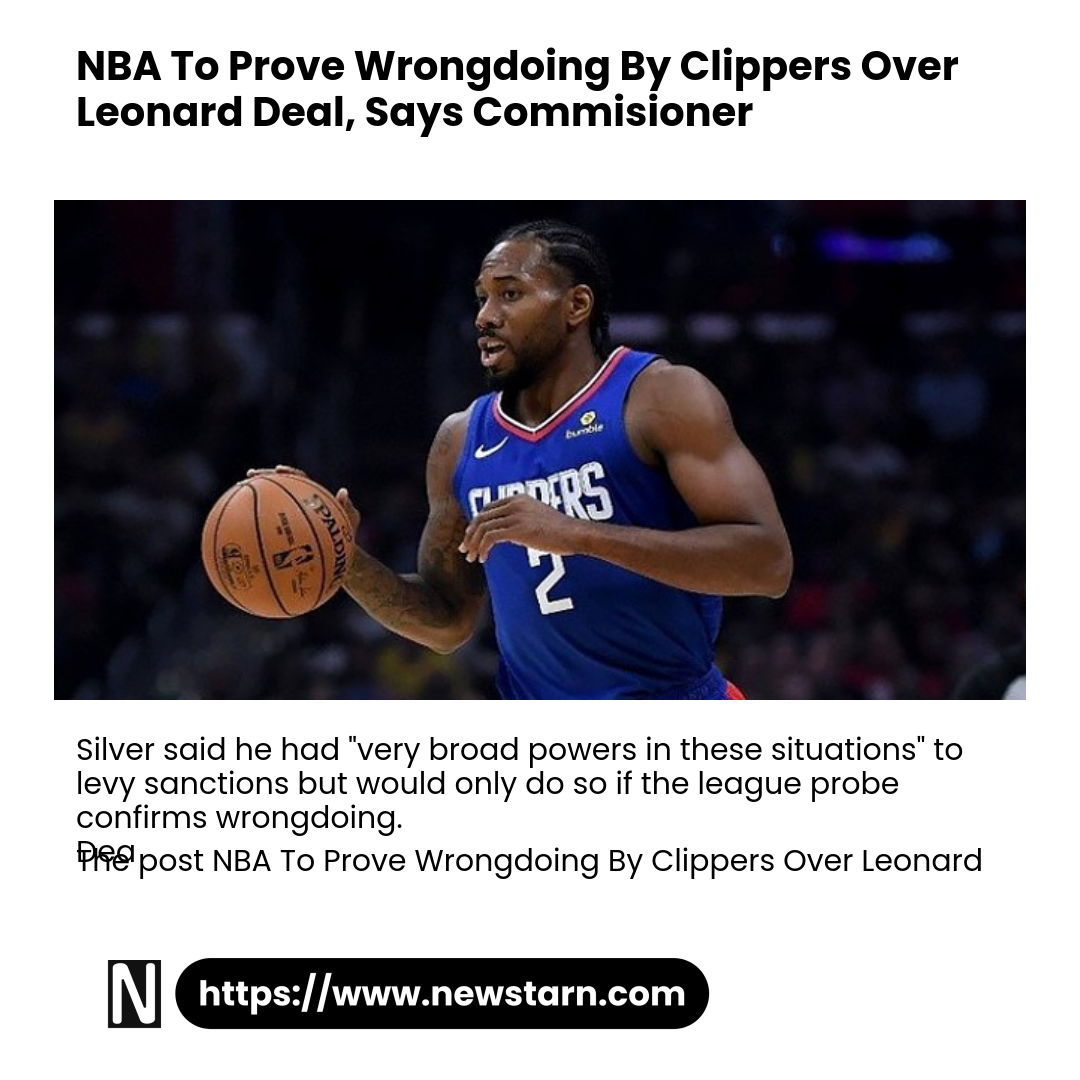 NBA To Prove Wrongdoing By Clippers Over
Leonard Deal, Says Commisioner
bumble
CLIPPERS
2
SPALDING
Silver said he had "very broad powers in these situations" to
levy sanctions but would only do so if the league probe
confirms wrongdoing.
Dea
The post NBA To Prove Wrongdoing By Clippers Over Leonard
N
https://www.newstarn.com